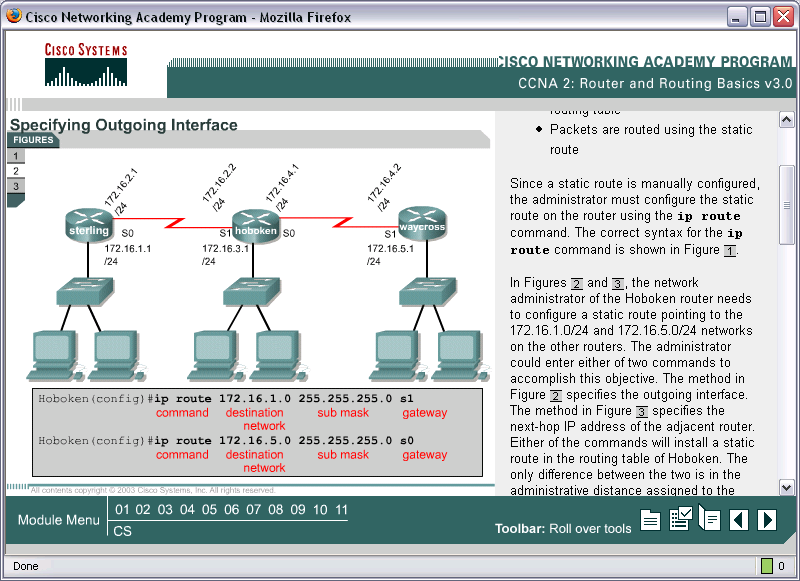 Cisco Networking Academy Program - Mozilla Firefox
CISCO SYSTEMS
CISCO NETWORKING ACADEMY PROGRAM
CCNA 2: Router and Routing Basics v3.0
Specifying Outgoing Interface
FIGURES
1
2
3
172.16.2.1
/24
172.16.2.2
/24
172.16.4.1
/24
172.16.4.2
/24
sterling
S0
S1
hoboken
S0
S1
waycross
172.16.1.1
/24
172.16.3.1
/24
172.16.5.1
/24
Hoboken(config)#ip route 172.16.1.0 255.255.255.0 s1
command destination sub mask gateway
network
Hoboken(config)#ip route 172.16.5.0 255.255.255.0 s0
command destination sub mask gateway
network
All contents copyright © 2003 Cisco Systems, Inc. All rights reserved.
routing table
Packets are routed using the static
route
Since a static route is manually configured,
the administrator must configure the static
route on the router using the ip route
command. The correct syntax for the ip
route command is shown in Figure 1.
In Figures 2 and 3, the network
administrator of the Hoboken router needs
to configure a static route pointing to the
172.16.1.0/24 and 172.16.5.0/24 networks
on the other routers. The administrator
could enter either of two commands to
accomplish this objective. The method in
Figure 2 specifies the outgoing interface.
The method in Figure 3 specifies the
next-hop IP address of the adjacent router.
Either of the commands will install a static
route in the routing table of Hoboken. The
only difference between the two is in the
administrative distance assigned to the
Module Menu
01 02 03 04 05 06 07 08 09 10 11
CS
Toolbar: Roll over tools
Done
0